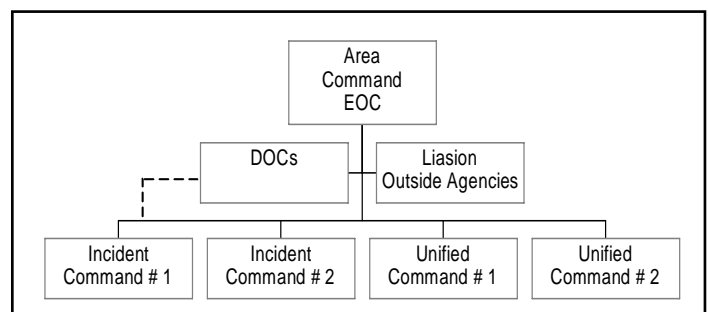 Area
Command
EOC
DOCs
Liasion
Outside Agencies
Incident
Command # 1
Incident
Command # 2
Unified
Command # 1
Unified
Command # 2